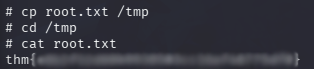 # cp root.txt /tmp
# cd /tmp
# cat root.txt
thm{